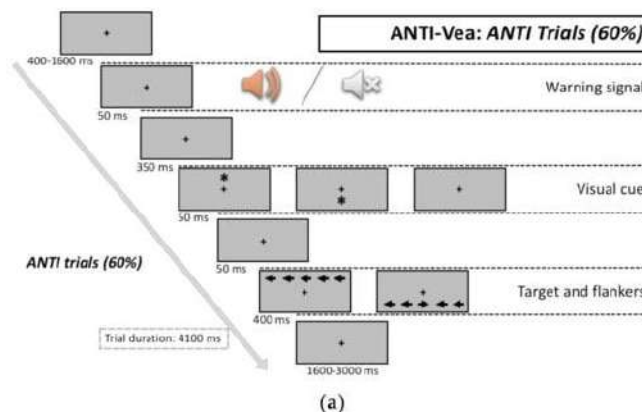 ANTI-Vea: ANTI Trials (60%)
400-1600 ms
Warning signal
50 ms
350 ms
Visual cue
50 ms
50 ms
ANTI trials (60%)
Target and flankers
400 ms
Trial duration: 4100 ms
1600-3000 ms
(a)